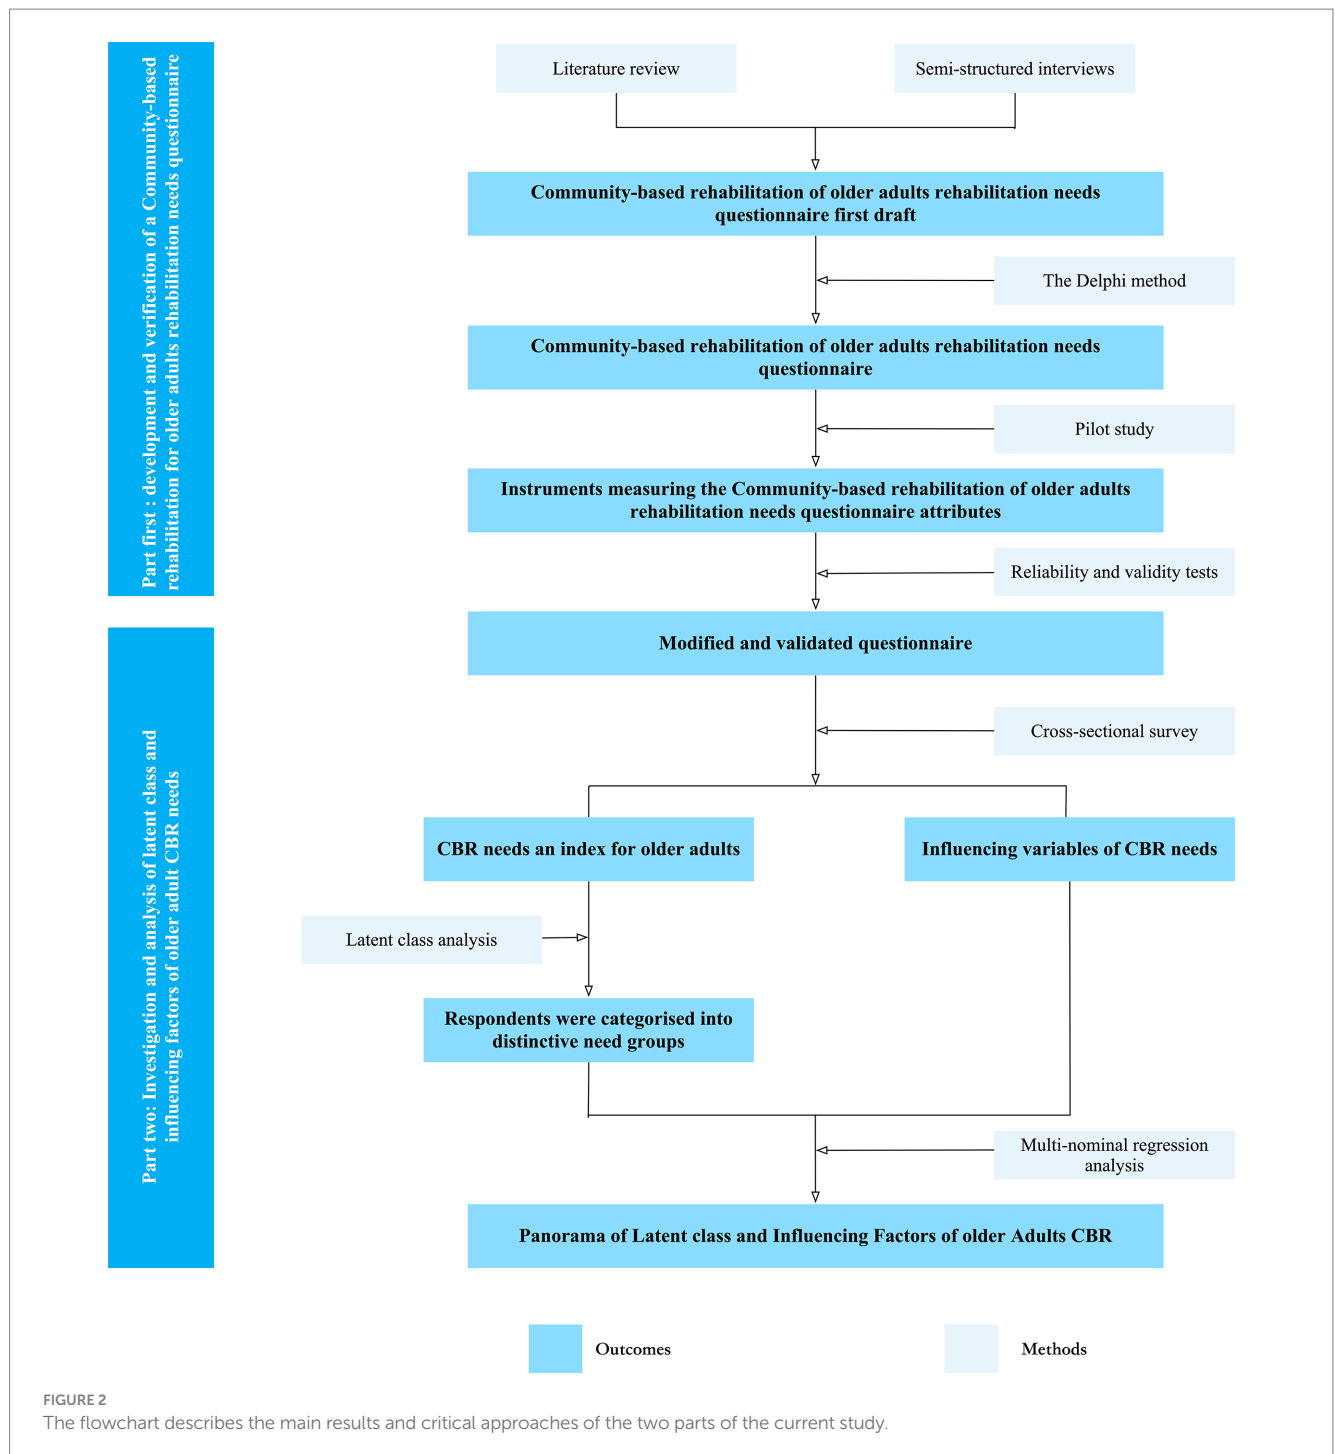 Part first : development and verification of a Community-based
rehabilitation for older adults rehabilitation needs questionnaire
Literature review
Semi-structured interviews
Community-based rehabilitation of older adults rehabilitation needs
questionnaire first draft
The Delphi method
Community-based rehabilitation of older adults rehabilitation needs
questionnaire
Pilot study
Instruments measuring the Community-based rehabilitation of older adults
rehabilitation needs questionnaire attributes
Reliability and validity tests
Modified and validated questionnaire
Part two: Investigation and analysis of latent class and
influencing factors of older adult CBR needs
Cross-sectional survey
CBR needs an index for older adults
Influencing variables of CBR needs
Latent class analysis
Respondents were categorised into
distinctive need groups
Multi-nominal regression
analysis
Panorama of Latent class and Influencing Factors of older Adults CBR
Outcomes
Methods
FIGURE 2
The flowchart describes the main results and critical approaches of the two parts of the current study.